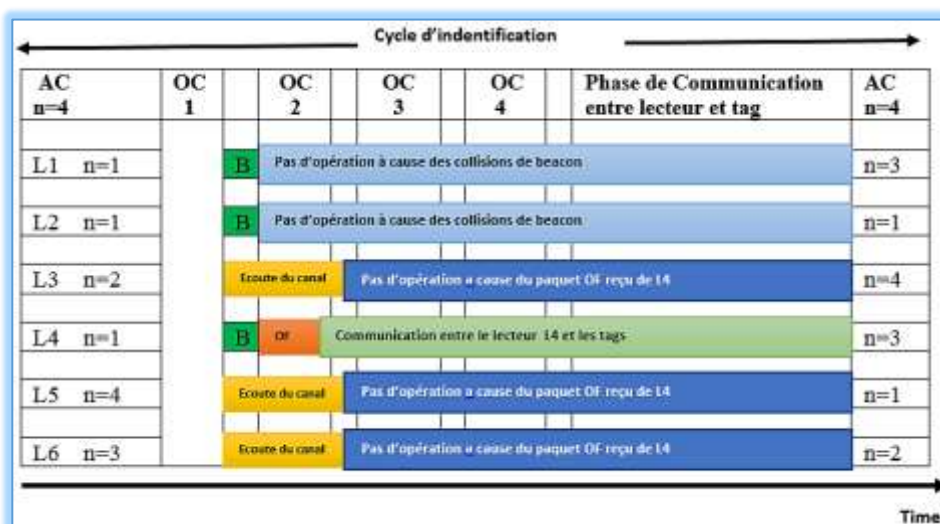 Cycle d'indentification
AC OC OC OC OC Phase de Communication AC
n=4 1 2 3 4 entre lecteur et tag n=4
L1 n=1 B Pas d'opération à cause des collisions de beacon n=3
L2 n=1 B Pas d'opération à cause des collisions de beacon n=1
L3 n=2 Ecoute du canal Pas d'opération a cause du paquet OF reçu de L4 n=4
L4 n=1 B OF Communication entre le lecteur L4 et les tags n=3
L5 n=4 Ecoute du canal Pas d'opération a cause du paquet OF reçu de L4 n=1
L6 n=3 Ecoute du canal Pas d'opération a cause du paquet OF reçu de L4 n=2
Time